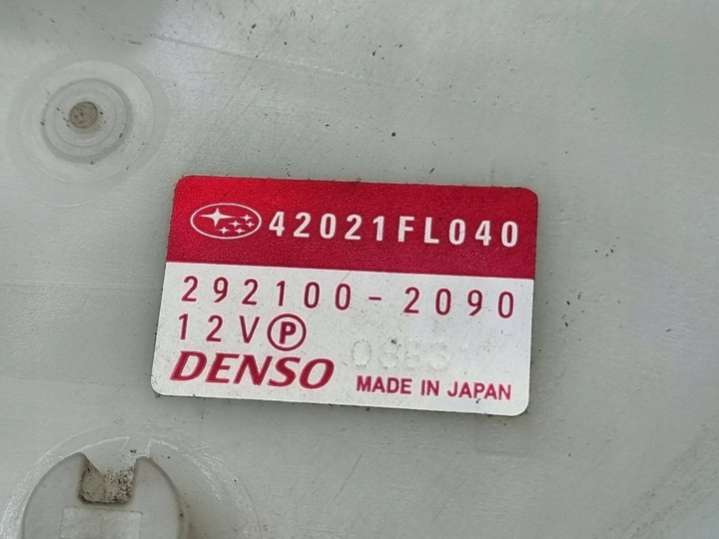 42021FL040
292100-2090
12V Ⓟ
DENSO MADE IN JAPAN